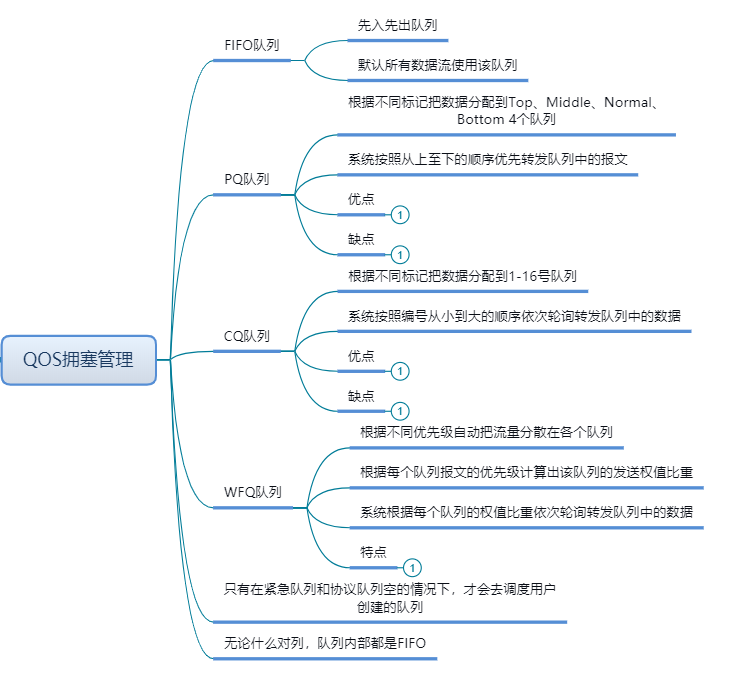 QOS拥塞管理
FIFO队列
先入先出队列
默认所有数据流使用该队列
PQ队列
根据不同标记把数据分配到Top、Middle、Normal、
Bottom 4个队列
系统按照从上至下的顺序优先转发队列中的报文
优点
1
缺点
1
CQ队列
根据不同标记把数据分配到1-16号队列
系统按照编号从小到大的顺序依次轮询转发队列中的数据
优点
1
缺点
1
WFQ队列
根据不同优先级自动把流量分散在各个队列
根据每个队列报文的优先级计算出该队列的发送权值比重
系统根据每个队列的权值比重依次轮询转发队列中的数据
特点
1
只有在紧急队列和协议队列空的情况下，才会去调度用户
创建的队列
无论什么对列，队列内部都是FIFO